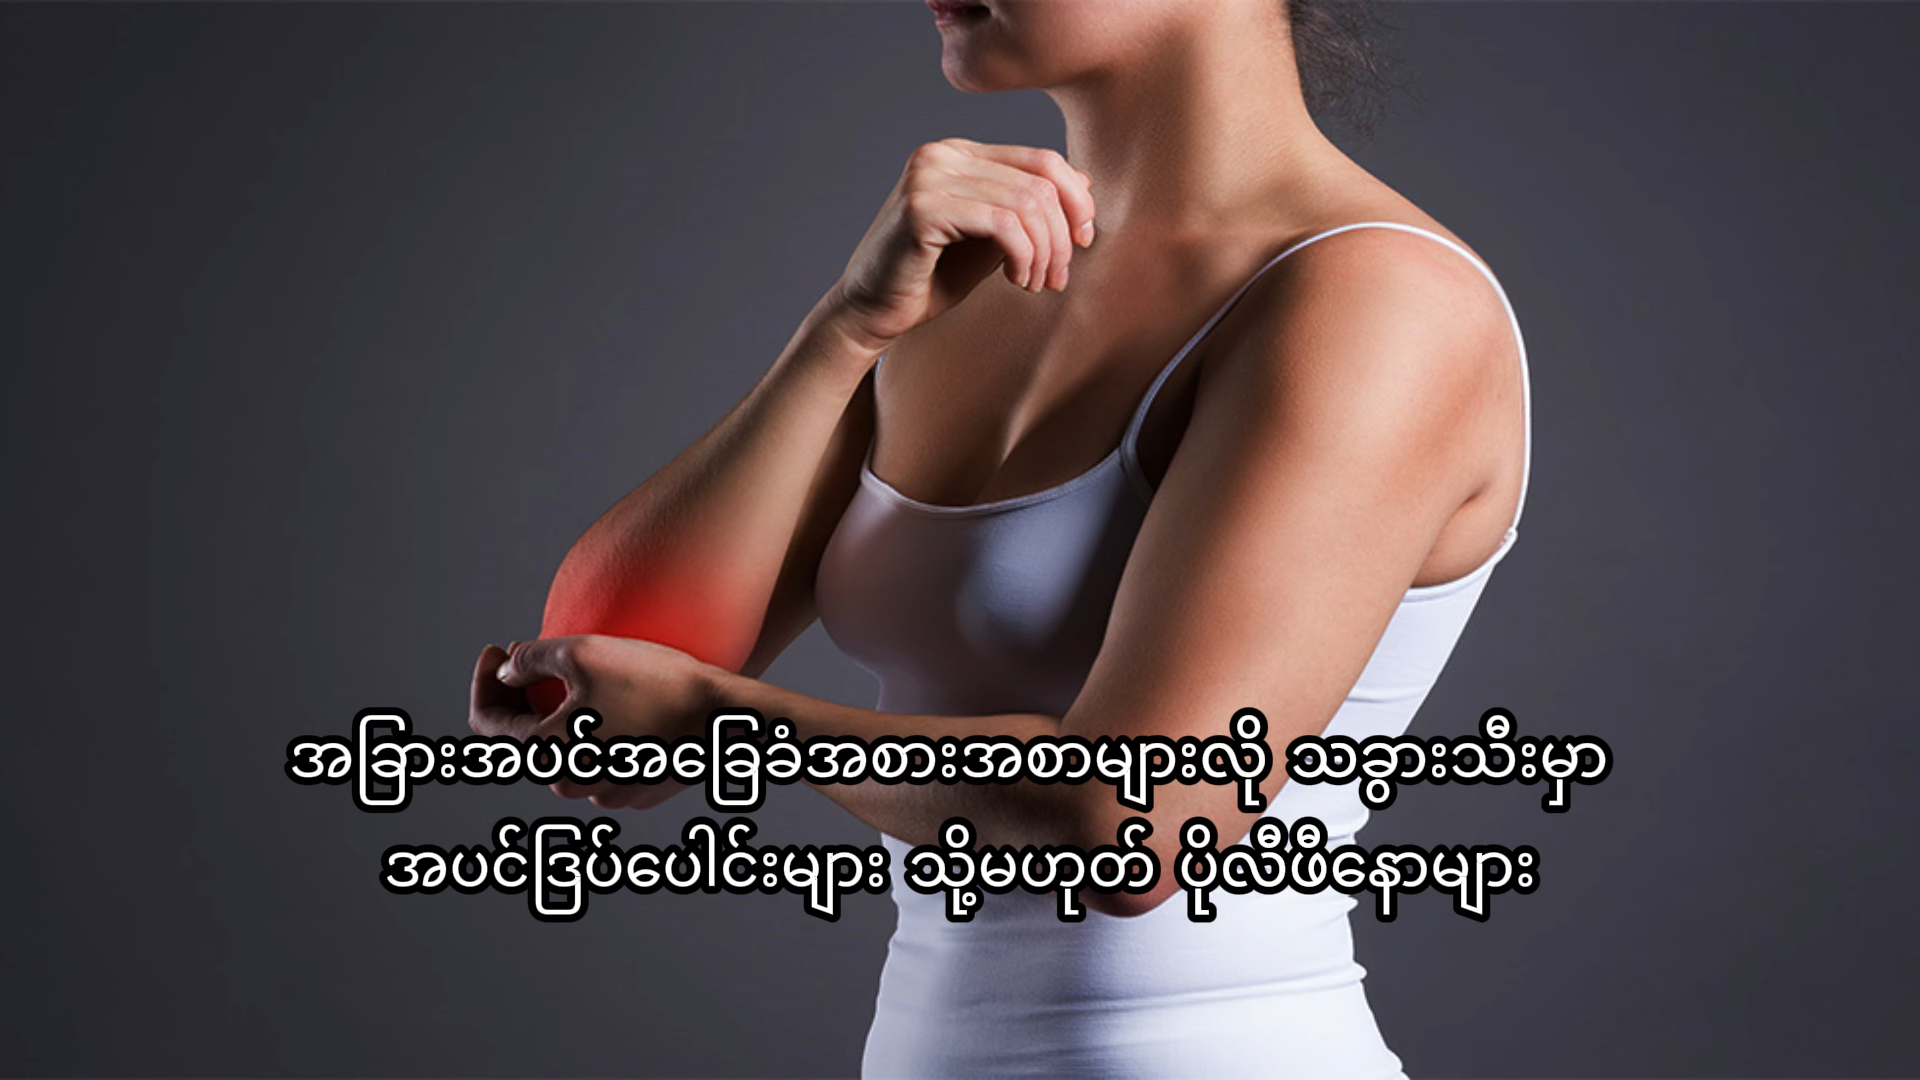 အခြားအပင်အခြေခံအစားအစာများလို သခွားသီးမှာ
အပင်ဒြပ်ပေါင်းများ သို့မဟုတ် ပိုလီဖီနောများ